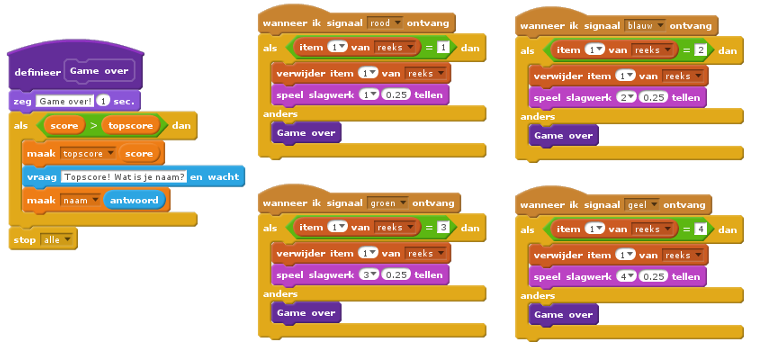 definieer Game over
zeg Game over! 1 sec.
als score > topscore dan
maak topscore score
vraag Topscore! Wat is je naam? en wacht
maak naam antwoord
stop alle
wanneer ik signaal rood ontvang
als item 1 van reeks = 1 dan
verwijder item 1 van reeks
speel slagwerk 1 0.25 tellen
anders
Game over
wanneer ik signaal blauw ontvang
als item 1 van reeks = 2 dan
verwijder item 1 van reeks
speel slagwerk 2 0.25 tellen
anders
Game over
wanneer ik signaal groen ontvang
als item 1 van reeks = 3 dan
verwijder item 1 van reeks
speel slagwerk 3 0.25 tellen
anders
Game over
wanneer ik signaal geel ontvang
als item 1 van reeks = 4 dan
verwijder item 1 van reeks
speel slagwerk 4 0.25 tellen
anders
Game over